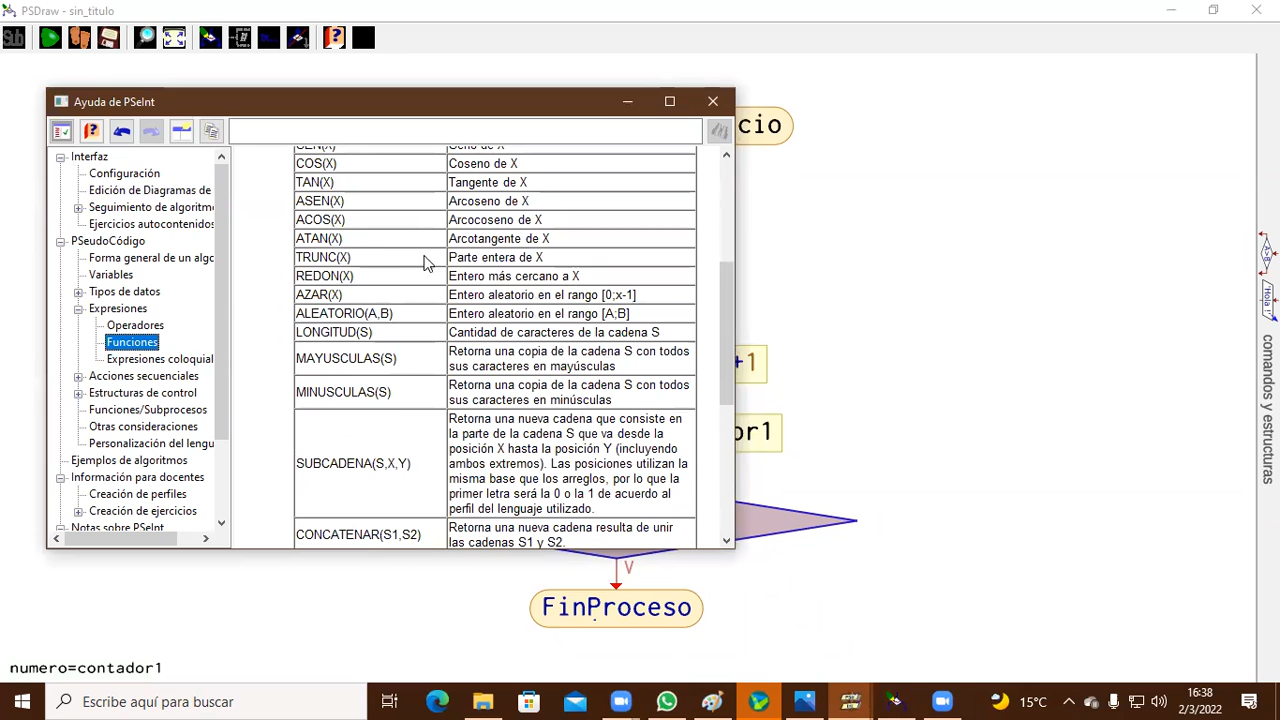 PSDraw - sin_titulo
Sub
Ayuda de PSeInt
Interfaz
Configuración
Edición de Diagramas de
Seguimiento de algoritmo
Ejercicios autocontenidos
PSeudoCódigo
Forma general de un algo
Variables
Tipos de datos
Expresiones
Operadores
Funciones
Expresiones coloquial
Acciones secuenciales
Estructuras de control
Funciones/Subprocesos
Otras consideraciones
Personalización del lengu
Ejemplos de algoritmos
Información para docentes
Creación de perfiles
Creación de ejercicios
Notas sobre PSeInt
SEN(X) Seno de X
COS(X) Coseno de X
TAN(X) Tangente de X
ASEN(X) Arcoseno de X
ACOS(X) Arcocoseno de X
ATAN(X) Arcotangente de X
TRUNC(X) Parte entera de X
REDON(X) Entero más cercano a X
AZAR(X) Entero aleatorio en el rango [0;x-1]
ALEATORIO(A,B) Entero aleatorio en el rango [A;B]
LONGITUD(S) Cantidad de caracteres de la cadena S
MAYUSCULAS(S) Retorna una copia de la cadena S con todos
sus caracteres en mayúsculas
MINUSCULAS(S) Retorna una copia de la cadena S con todos
sus caracteres en minúsculas
SUBCADENA(S,X,Y) Retorna una nueva cadena que consiste en
la parte de la cadena S que va desde la
posición X hasta la posición Y (incluyendo
ambos extremos). Las posiciones utilizan la
misma base que los arreglos, por lo que la
primer letra será la 0 o la 1 de acuerdo al
perfil del lenguaje utilizado.
CONCATENAR(S1,S2) Retorna una nueva cadena resulta de unir
las cadenas S1 y S2.
cio
+1
or1
V
FinProceso
A>B
'Hola !'
comandos y estructuras
numero=contador1
Escribe aquí para buscar
15°C
16:38
2/3/2022